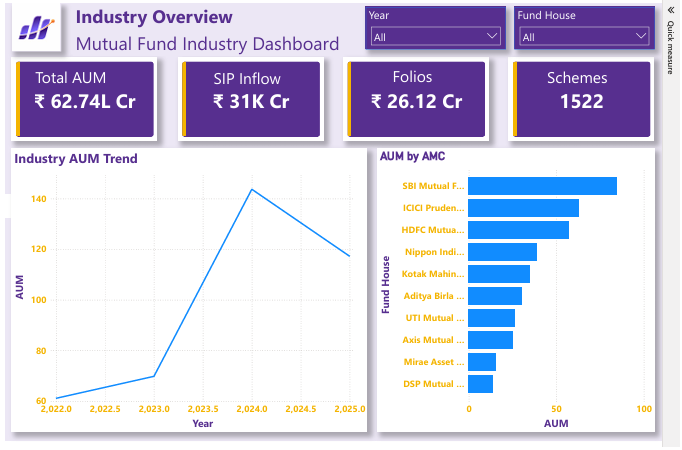 Industry Overview
Mutual Fund Industry Dashboard
Year
All
Fund House
All
Quick measure
Total AUM
₹ 62.74L Cr
SIP Inflow
₹ 31K Cr
Folios
₹ 26.12 Cr
Schemes
1522
Industry AUM Trend
AUM
140
120
100
80
60
2,022.0 2,022.5 2,023.0 2,023.5 2,024.0 2,024.5 2,025.0
Year
AUM by AMC
Fund House
SBI Mutual F...
ICICI Pruden...
HDFC Mutua...
Nippon Indi...
Kotak Mahin...
Aditya Birla ...
UTI Mutual ...
Axis Mutual ...
Mirae Asset ...
DSP Mutual ...
0 50 100
AUM